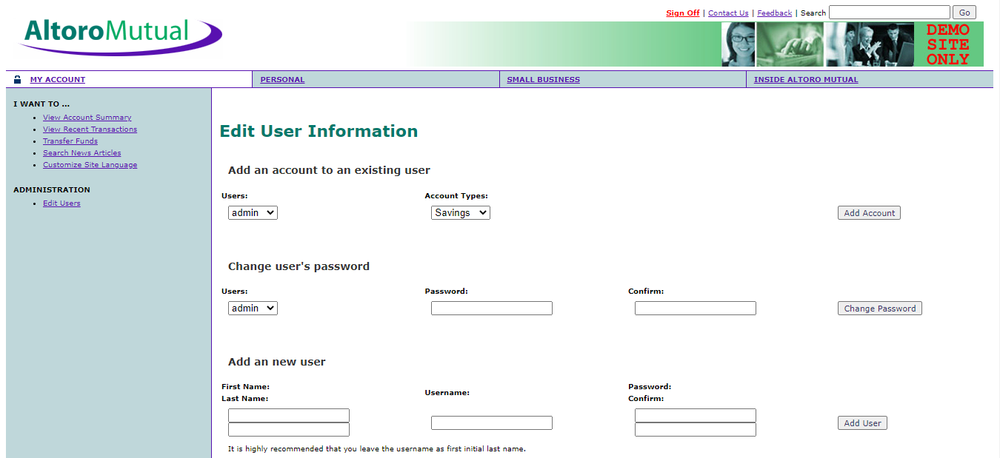 Sign Off | Contact Us | Feedback | Search Go
AltoroMutual
DEMO
SITE
ONLY
MY ACCOUNT PERSONAL SMALL BUSINESS INSIDE ALTORO MUTUAL
I WANT TO ...
View Account Summary
View Recent Transactions
Transfer Funds
Search News Articles
Customize Site Language
ADMINISTRATION
Edit Users
Edit User Information
Add an account to an existing user
Users: Account Types:
admin Savings Add Account
Change user's password
Users: Password: Confirm:
admin Change Password
Add an new user
First Name:
Last Name:
Username:
Password:
Confirm:
Add User
It is highly recommended that you leave the username as first initial last name.